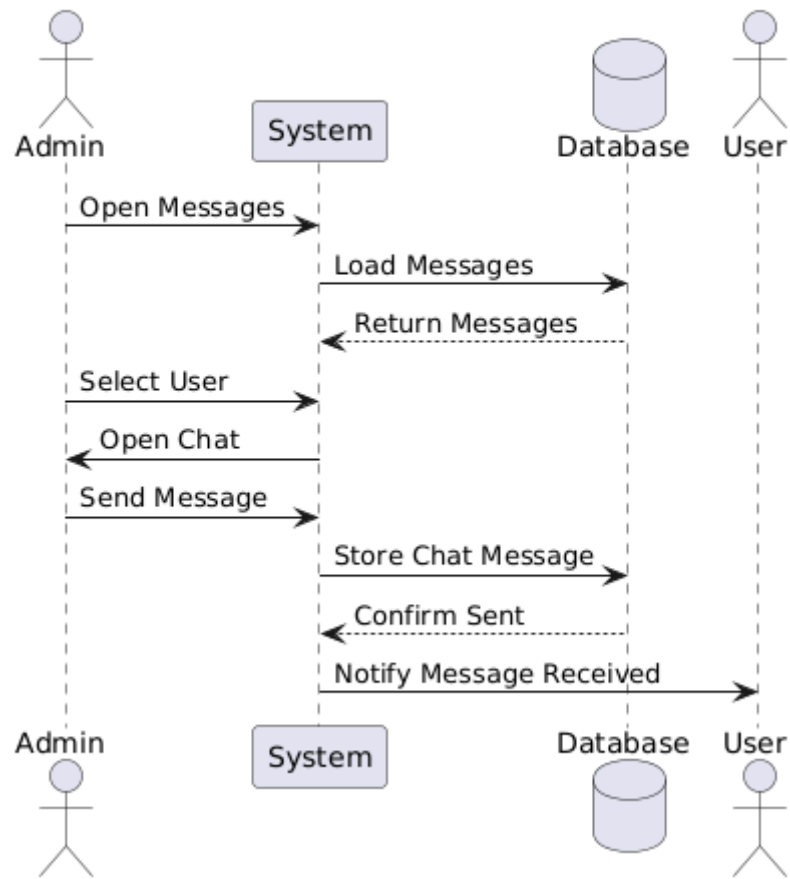 Admin
System
Database
User
Open Messages
Load Messages
Return Messages
Select User
Open Chat
Send Message
Store Chat Message
Confirm Sent
Notify Message Received
Admin
System
Database
User